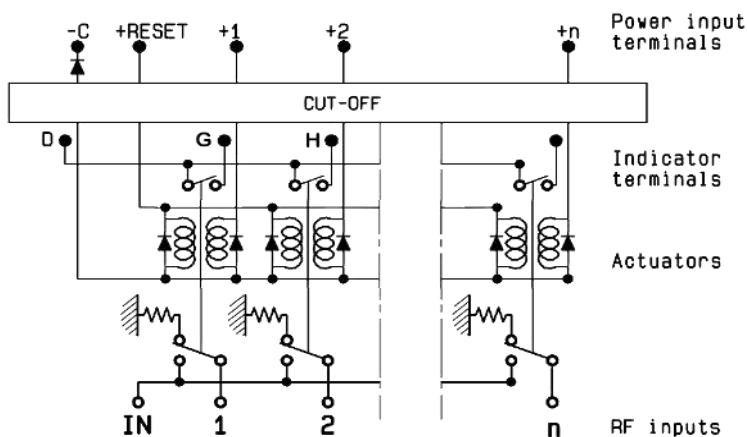 -C +RESET +1 +2 +n Power input
terminals
CUT-OFF
D G H
Indicator
terminals
Actuators
IN 1 2 n RF inputs